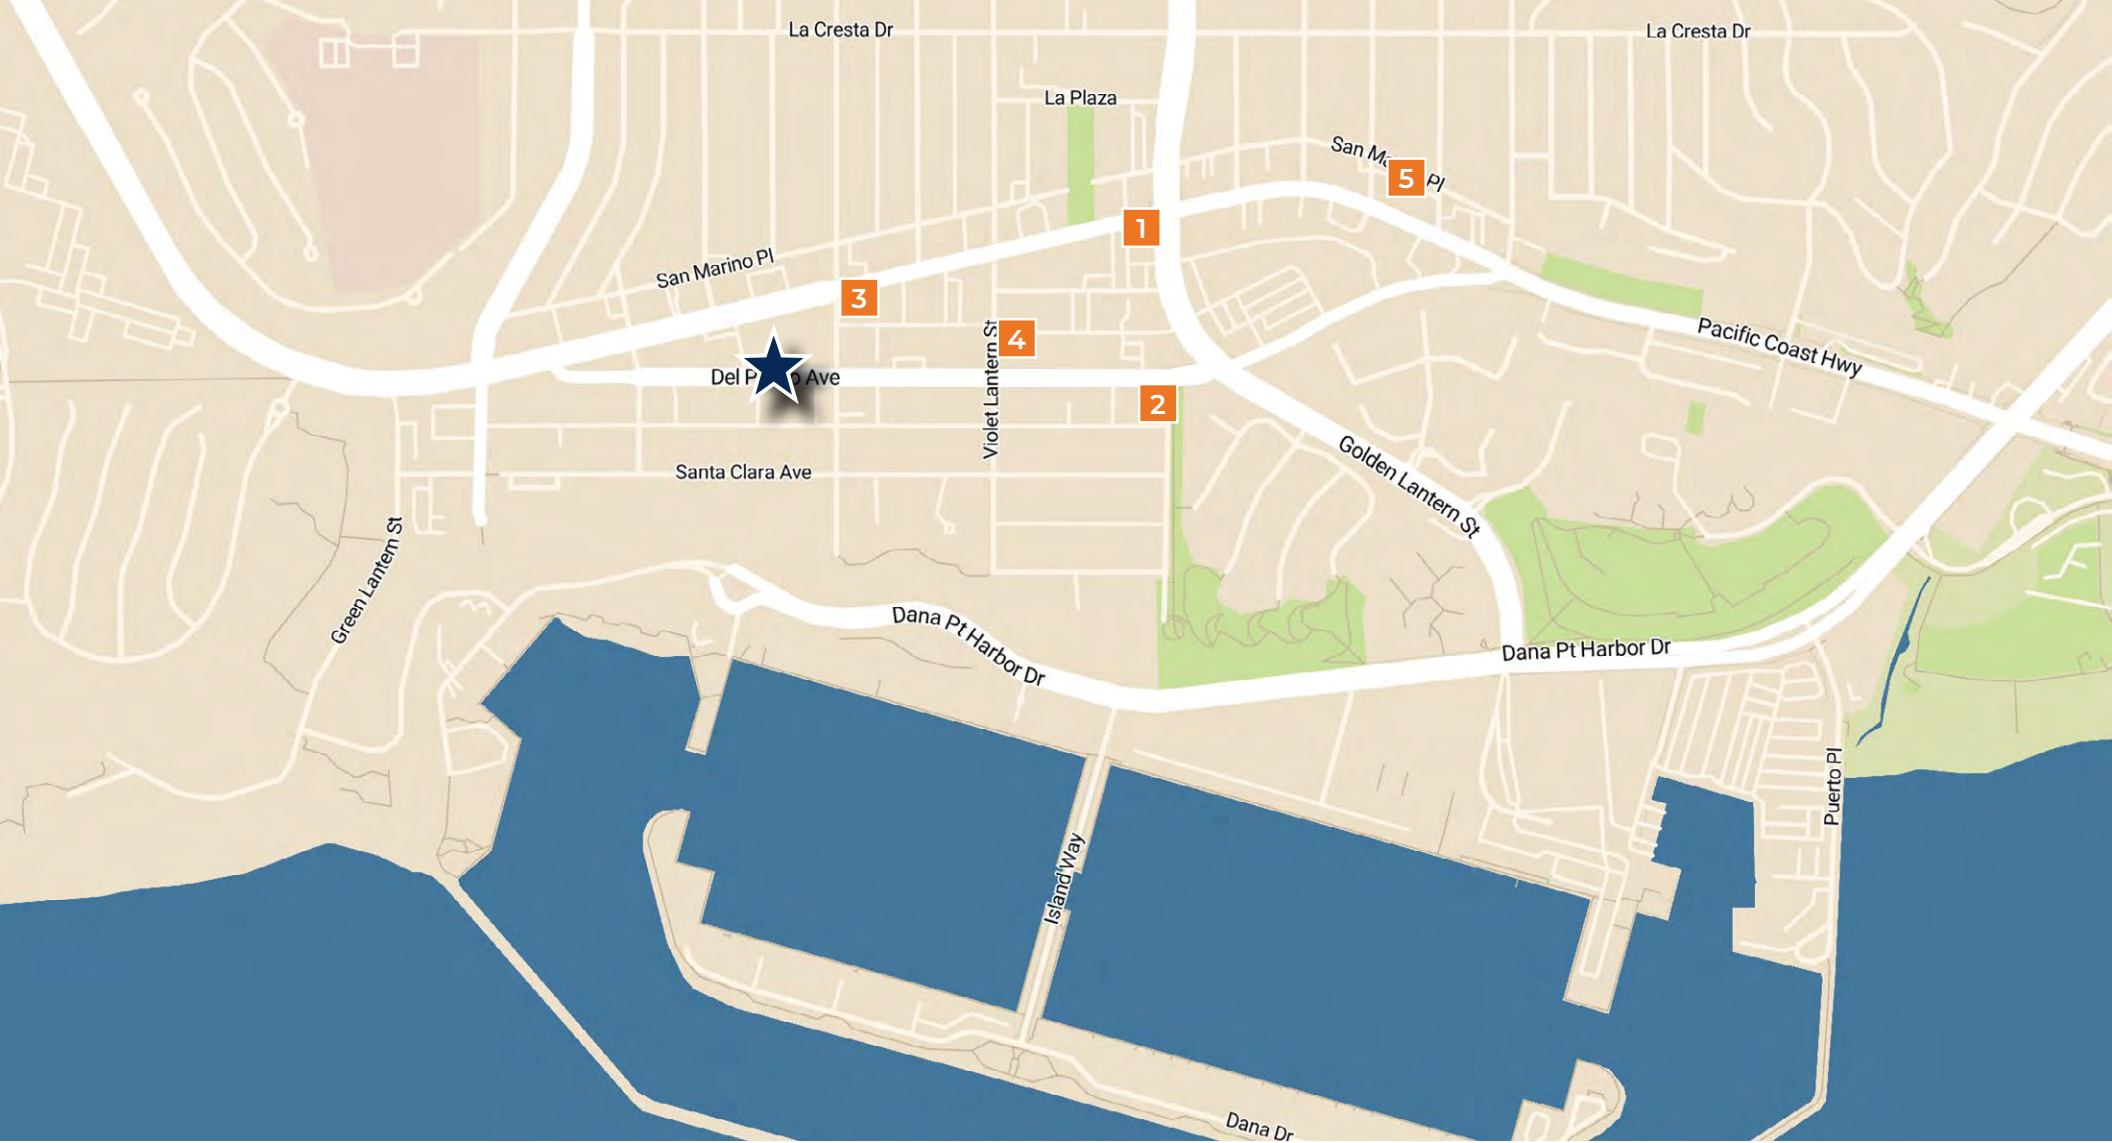 La Cresta Dr
La Cresta Dr
La Plaza
San Ma
Pl
5
1
San Marino Pl
3
4
Violet Lantern St
Pacific Coast Hwy
Del P
o Ave
2
Golden Lantern St
Santa Clara Ave
Green Lantern St
Dana Pt Harbor Dr
Dana Pt Harbor Dr
Puerto Pl
Island Way
Dana Dr